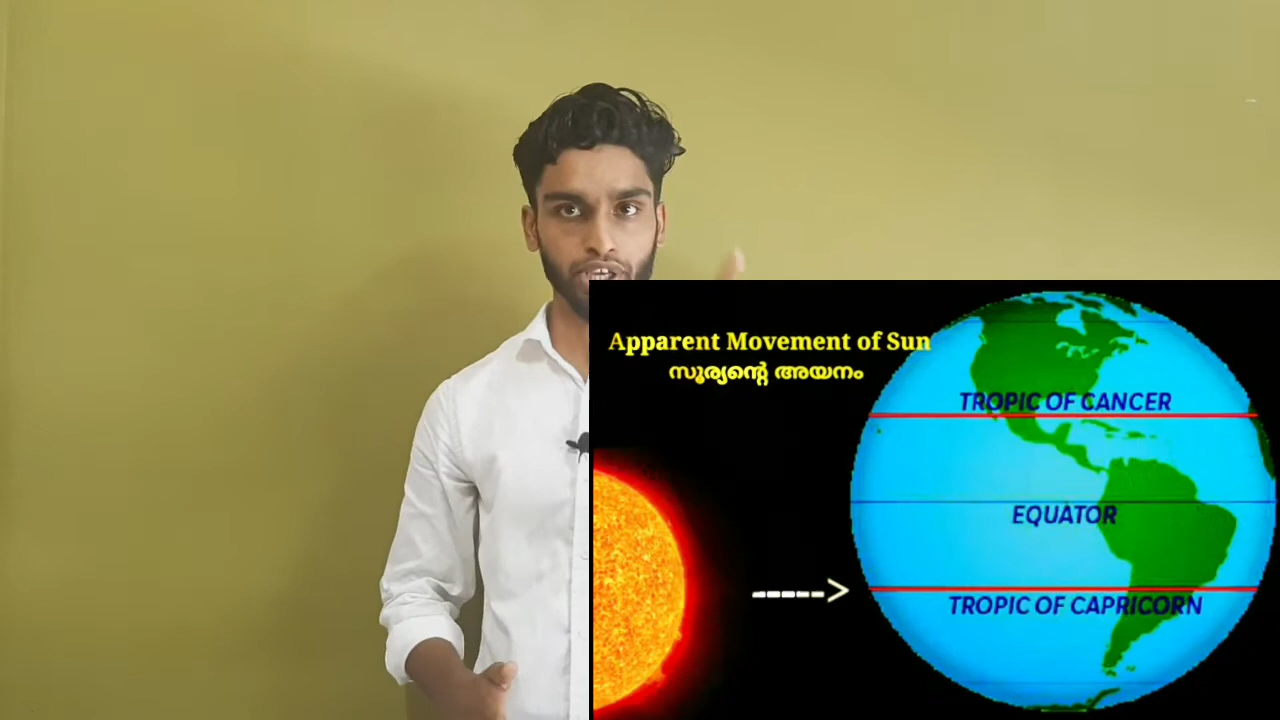 Apparent Movement of Sun
സൂര്യന്റെ അയനം
TROPIC OF CANCER
EQUATOR
TROPIC OF CAPRICORN